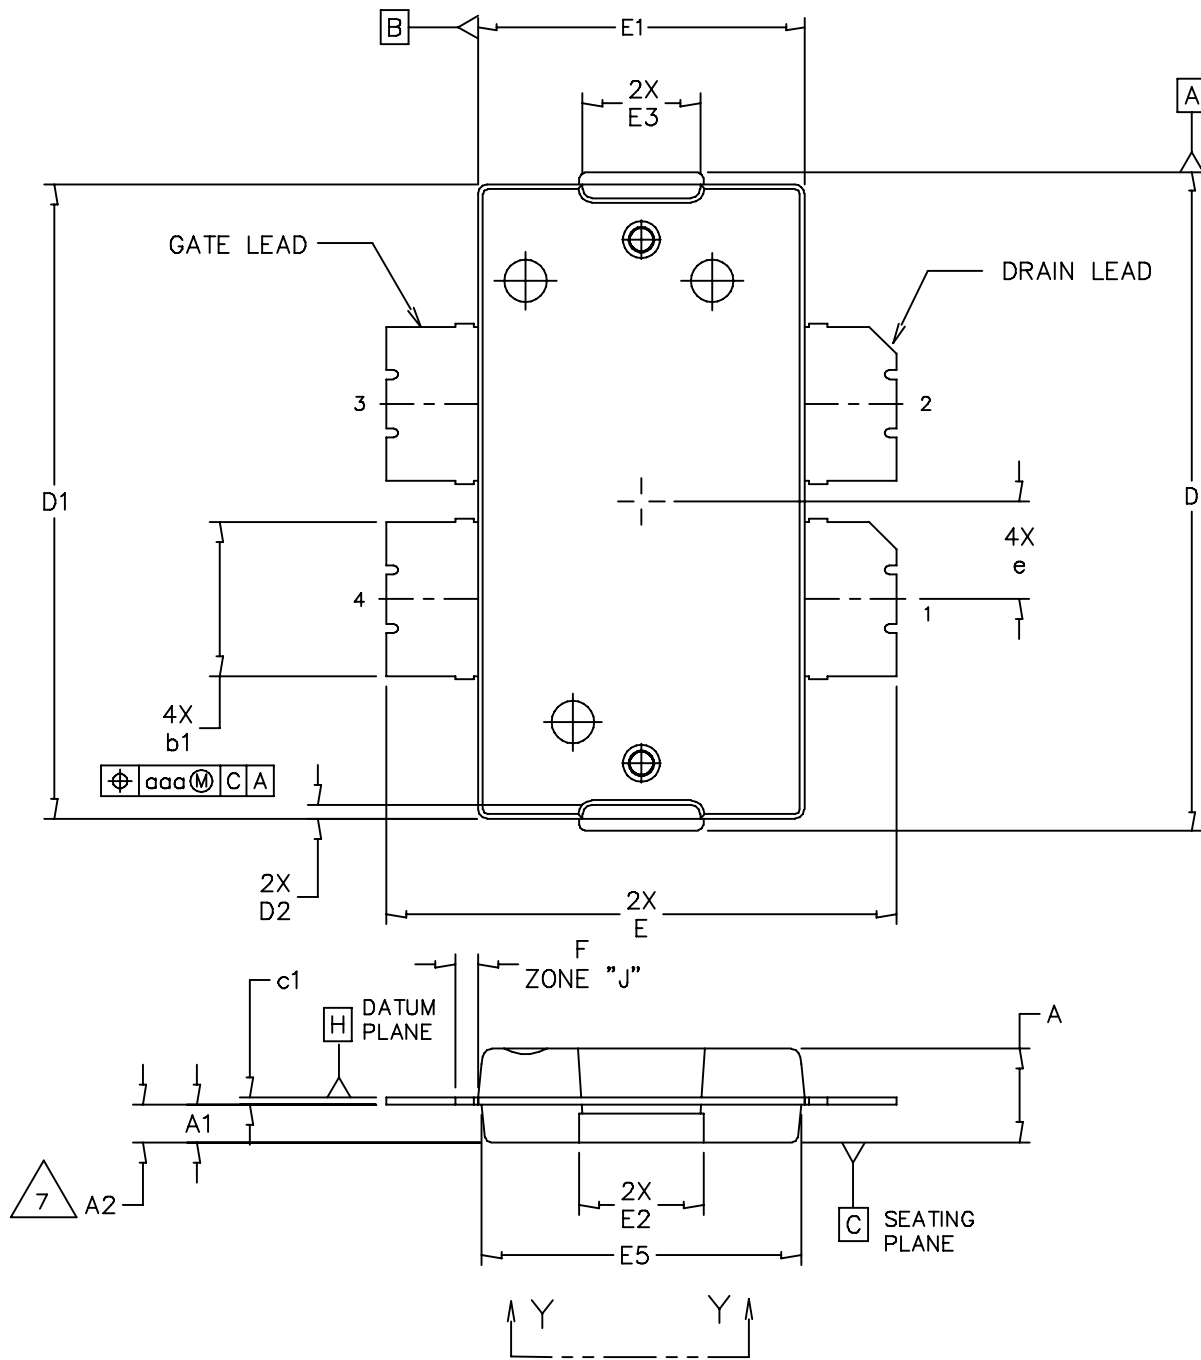 B
E1
2X
E3
A
GATE LEAD
DRAIN LEAD
3
2
D1
D
4X
e
4
1
4X
b1
⌖ aaa Ⓜ C A
2X
D2
2X
E
F
ZONE "J"
c1
H
DATUM
PLANE
A
A1
7
A2
2X
E2
C
SEATING
PLANE
E5
Y
Y